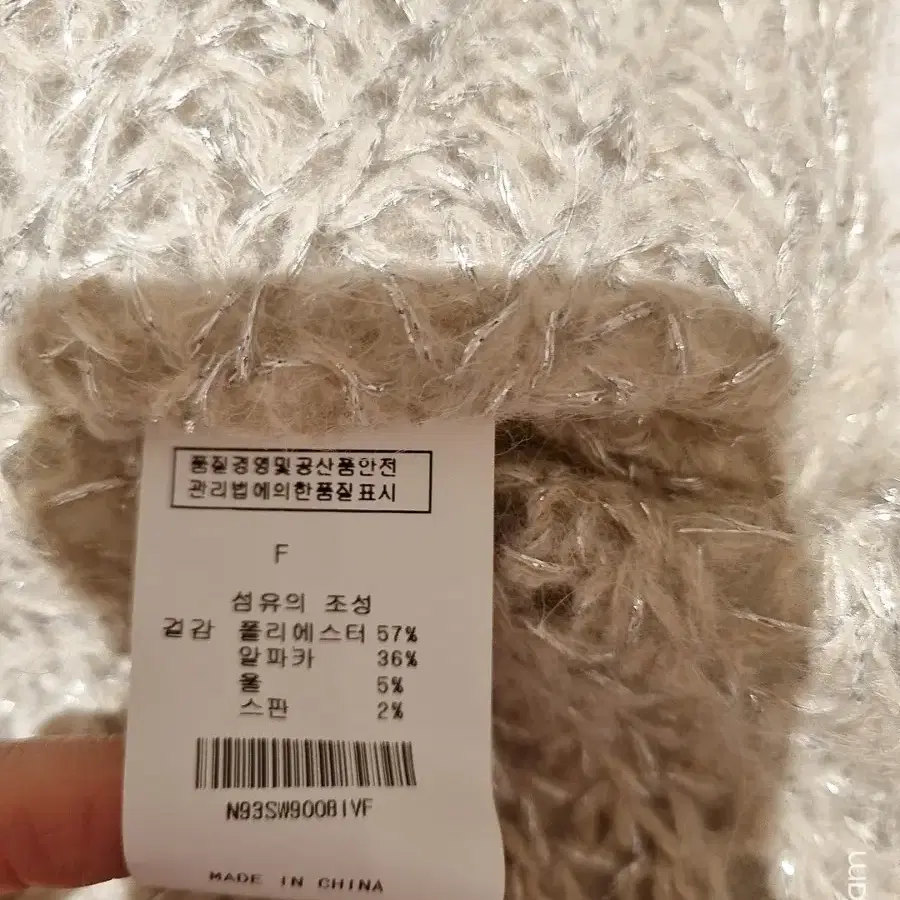 품질경영및공산품안전
관리법에의한품질표시
F
섬유의 조성
겉감 폴리에스터 57%
알파카 36%
울 5%
스판 2%
N93SW900BIVF
MADE IN CHINA